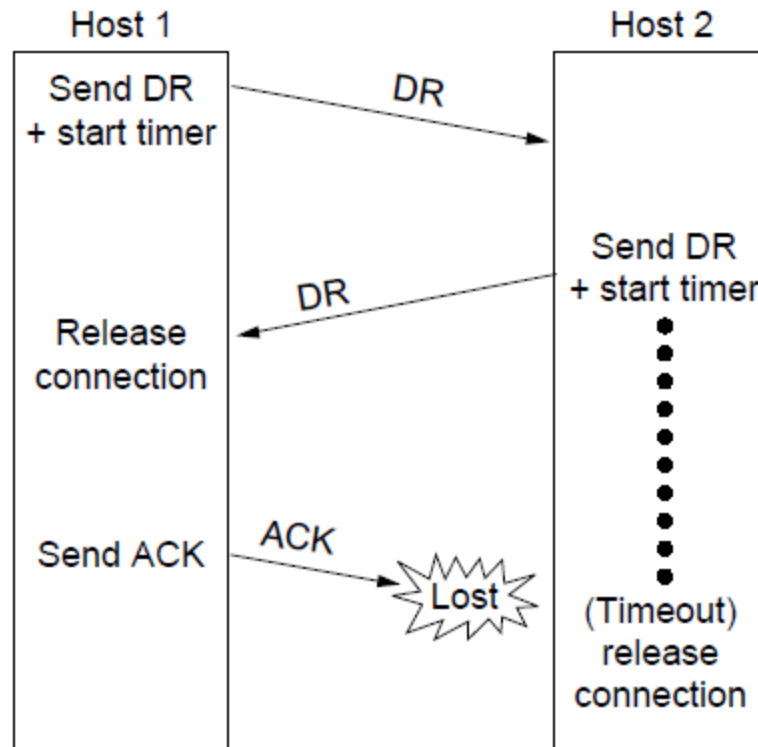 Host 1
Host 2
Send DR
+ start timer
DR
Send DR
+ start timer
DR
Release
connection
Send ACK
ACK
Lost
(Timeout)
release
connection